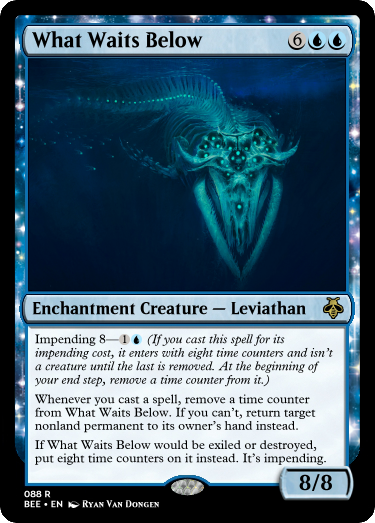 What Waits Below 6
Enchantment Creature — Leviathan
Impending 8—1 (If you cast this spell for its
impending cost, it enters with eight time counters and isn't
a creature until the last is removed. At the beginning of
your end step, remove a time counter from it.)
Whenever you cast a spell, remove a time counter
from What Waits Below. If you can't, return target
nonland permanent to its owner's hand instead.
If What Waits Below would be exiled or destroyed,
put eight time counters on it instead. It's impending.
8/8
088 R
BEE • EN Ryan Van Dongen